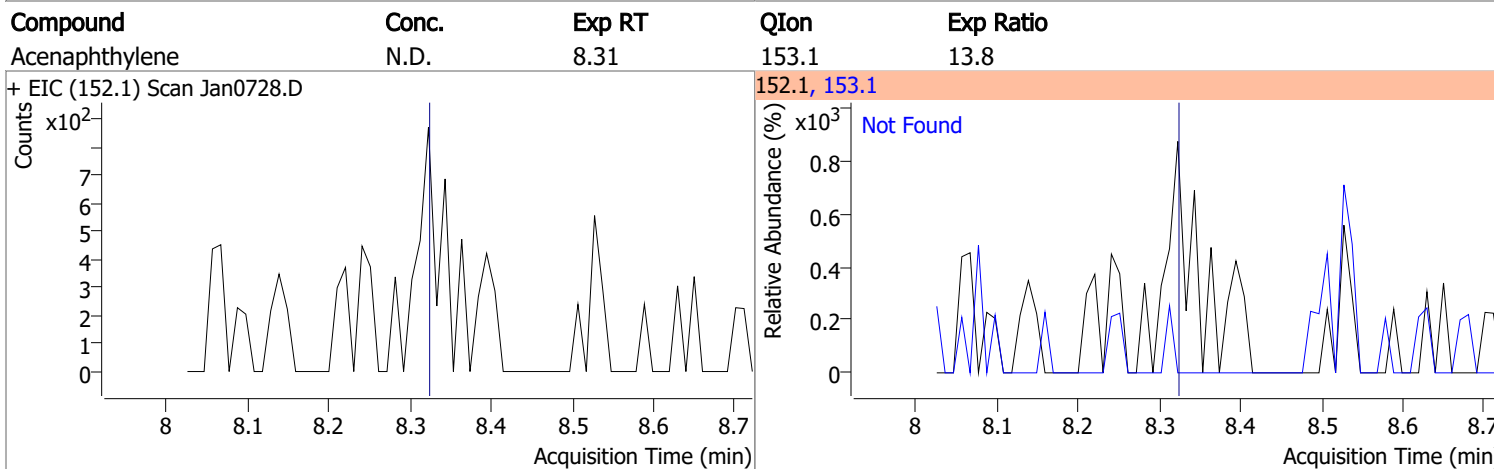 Compound Conc. Exp RT QIon Exp Ratio
Acenaphthylene N.D. 8.31 153.1 13.8
+ EIC (152.1) Scan Jan0728.D
Counts
x10²
7
6
5
4
3
2
1
0
8 8.1 8.2 8.3 8.4 8.5 8.6 8.7
Acquisition Time (min)
152.1, 153.1
Relative Abundance (%)
x10³
Not Found
0.8
0.6
0.4
0.2
0
8 8.1 8.2 8.3 8.4 8.5 8.6 8.7
Acquisition Time (min